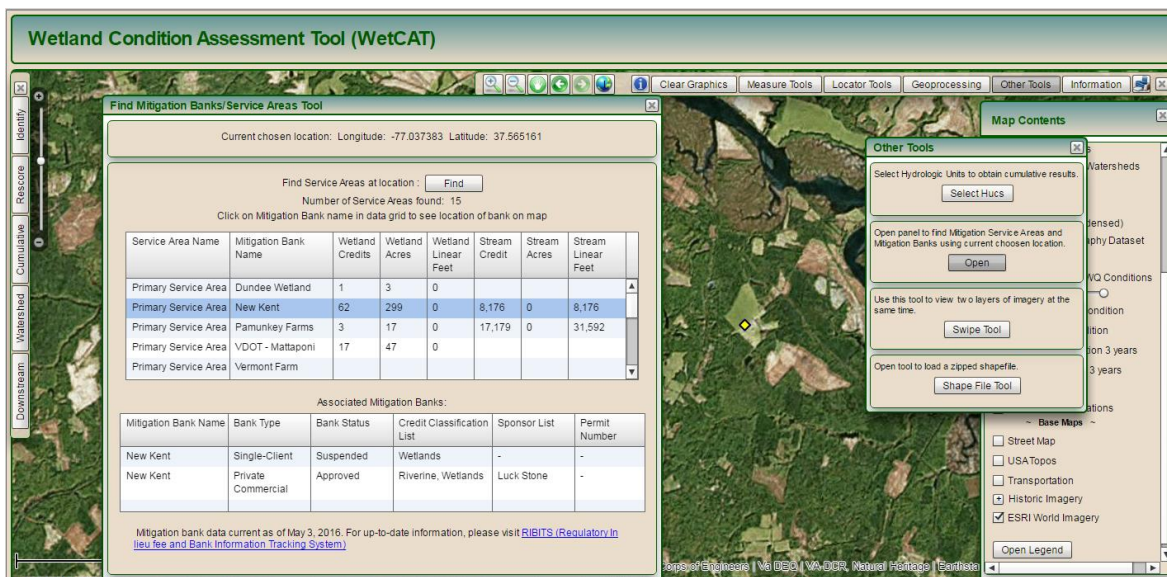 Wetland Condition Assessment Tool (WetCAT)
Clear Graphics Measure Tools Locator Tools Geoprocessing Other Tools Information
Identify
Rescore
Cumulative
Watershed
Downstream
Find Mitigation Banks/Service Areas Tool
Current chosen location: Longitude: -77.037383 Latitude: 37.565161
Find Service Areas at location : Find
Number of Service Areas found: 15
Click on Mitigation Bank name in data grid to see location of bank on map
Service Area Name Mitigation Bank Name Wetland Credits Wetland Acres Wetland Linear Feet Stream Credit Stream Acres Stream Linear Feet
Primary Service Area Dundee Wetland 1 3 0
Primary Service Area New Kent 62 299 0 8,176 0 8,176
Primary Service Area Pamunkey Farms 3 17 0 17,179 0 31,592
Primary Service Area VDOT - Mattaponi 17 47 0
Primary Service Area Vermont Farm
Associated Mitigation Banks:
Mitigation Bank Name Bank Type Bank Status Credit Classification List Sponsor List Permit Number
New Kent Single-Client Suspended Wetlands - -
New Kent Private Commercial Approved Riverine, Wetlands Luck Stone -
Mitigation bank data current as of May 3, 2016. For up-to-date information, please visit RIBITS (Regulatory In
lieu fee and Bank Information Tracking System)
Other Tools
Select Hydrologic Units to obtain cumulative results.
Select Hucs
Open panel to find Mitigation Service Areas and
Mitigation Banks using current choosen location.
Open
Use this tool to view two layers of imagery at the
same time.
Swipe Tool
Open tool to load a zipped shapefile.
Shape File Tool
Map Contents
Watersheds
densed)
aphy Dataset
WQ Conditions
ondition
dition
tion 3 years
3 years
ations
~ Base Maps ~
Street Map
USATopos
Transportation
Historic Imagery
ESRI World Imagery
Open Legend
orps of Engineers | Va DEQ | VA-DCR, Natural Heritage | Earthsta